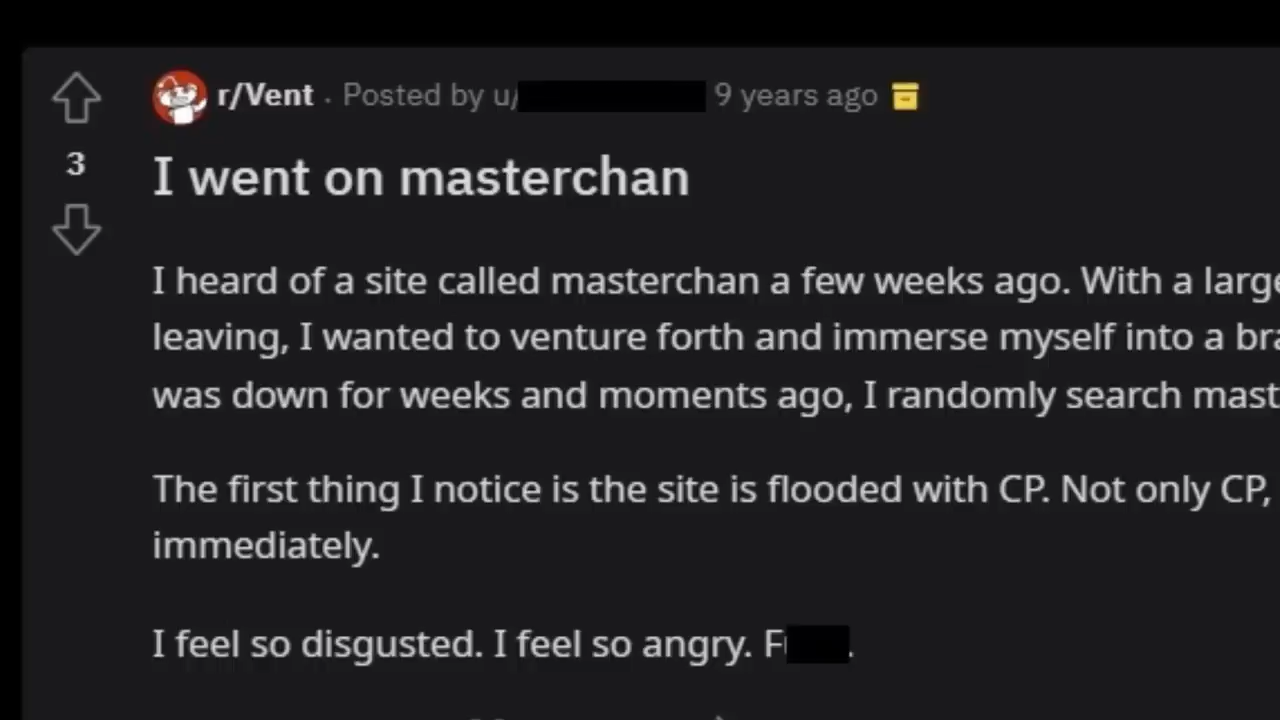 r/Vent · Posted by u/ 9 years ago
3
I went on masterchan
I heard of a site called masterchan a few weeks ago. With a large
leaving, I wanted to venture forth and immerse myself into a bra
was down for weeks and moments ago, I randomly search mast
The first thing I notice is the site is flooded with CP. Not only CP,
immediately.
I feel so disgusted. I feel so angry. F .